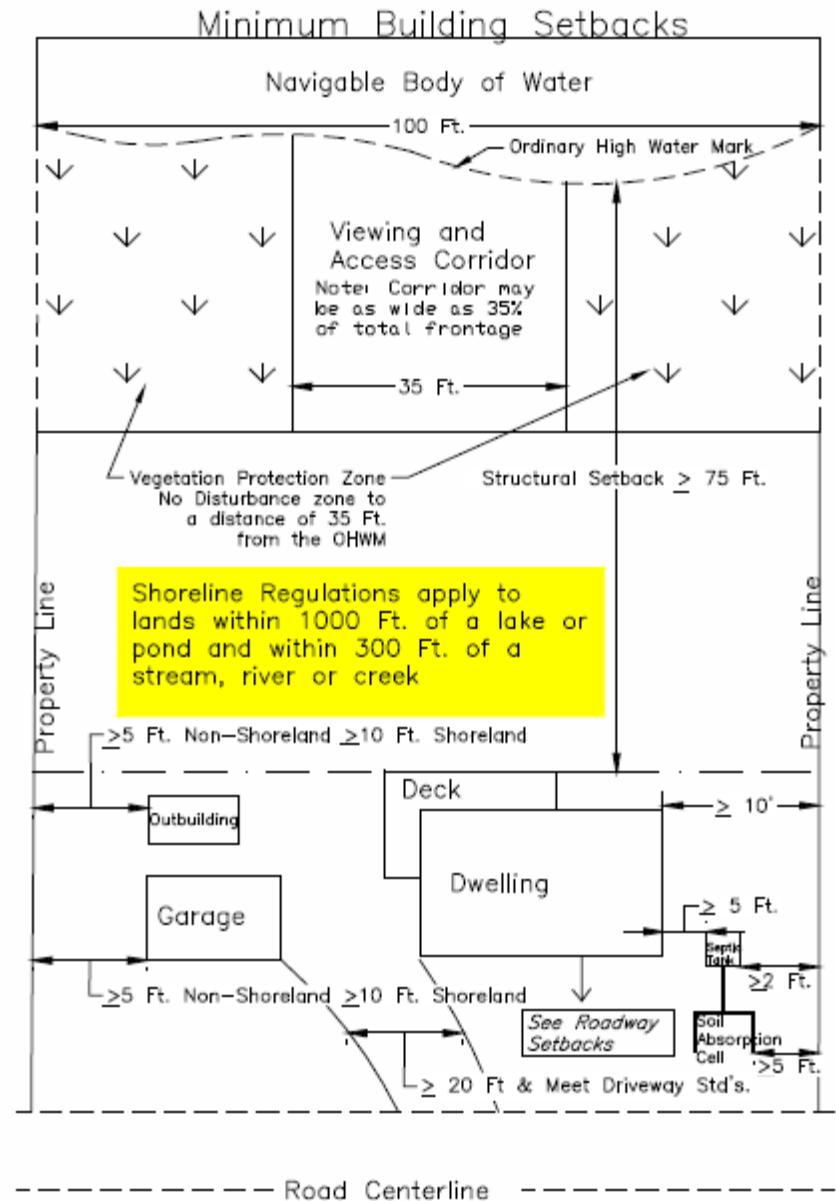 Minimum Building Setbacks
Navigable Body of Water
100 Ft.
Ordinary High Water Mark
Viewing and
Access Corridor
Note: Corridor may
be as wide as 35%
of total frontage
35 Ft.
Vegetation Protection Zone
No Disturbance zone to
a distance of 35 Ft.
from the OHWM
Structural Setback ≥ 75 Ft.
Property Line
Property Line
Shoreline Regulations apply to
lands within 1000 Ft. of a lake or
pond and within 300 Ft. of a
stream, river or creek
≥5 Ft. Non-Shoreland ≥10 Ft. Shoreland
Deck
≥ 10'
Outbuilding
Dwelling
Garage
≥ 5 Ft.
Septic
Tank
≥2 Ft.
≥5 Ft. Non-Shoreland ≥10 Ft. Shoreland
See Roadway
Setbacks
Soil
Absorption
Cell
≥5 Ft.
≥ 20 Ft & Meet Driveway Std's.
Road Centerline